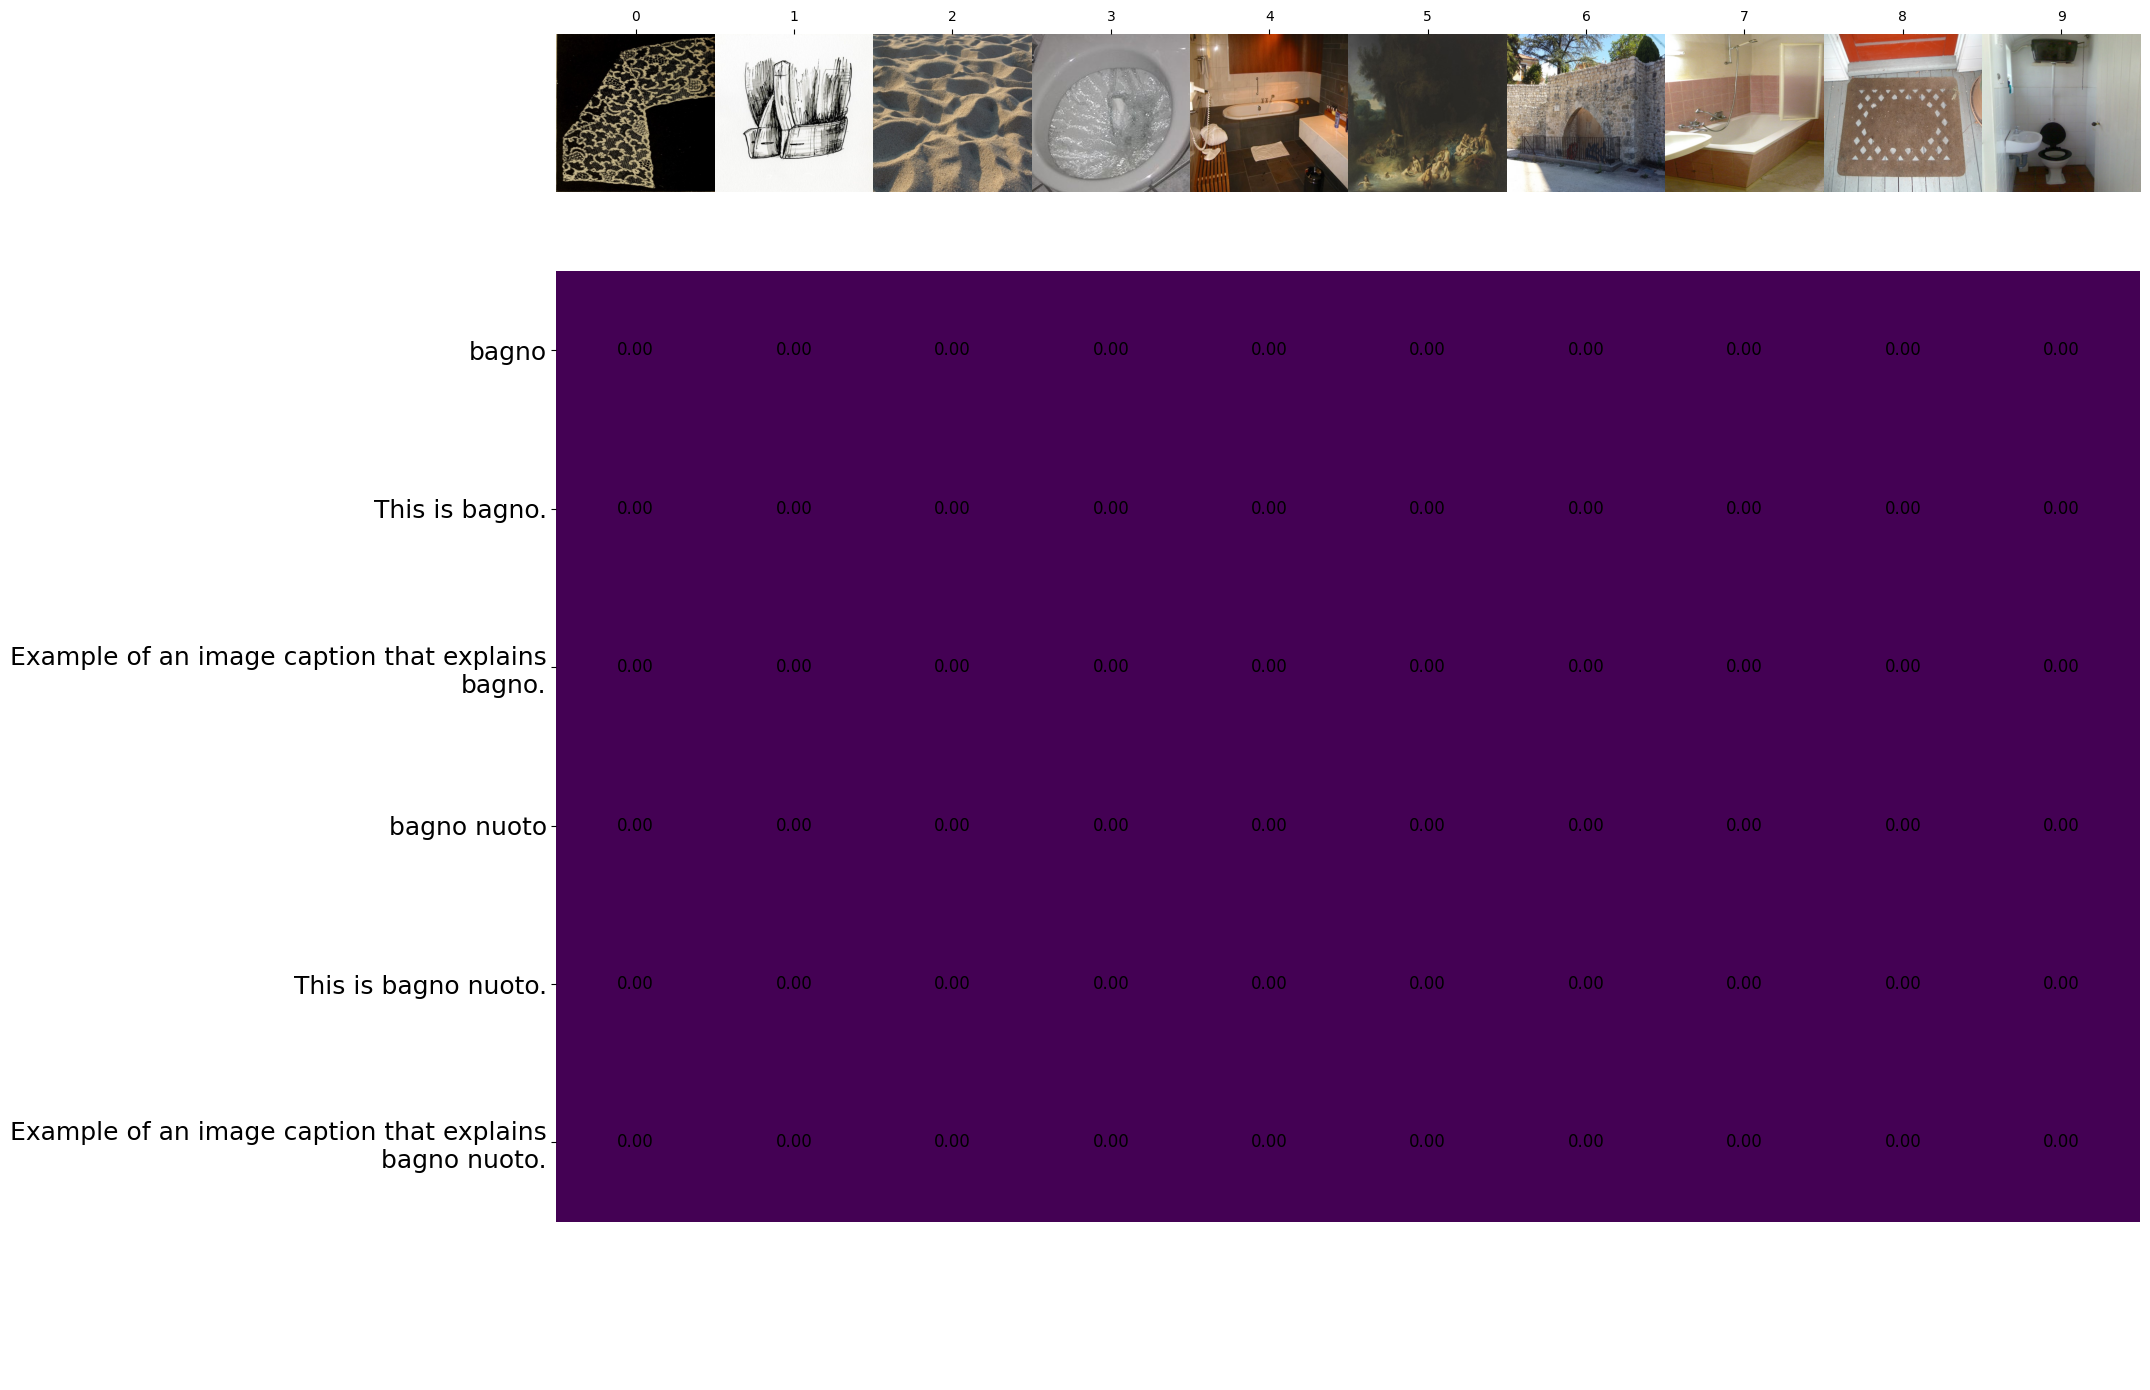 0 1 2 3 4 5 6 7 8 9
bagno 0.00 0.00 0.00 0.00 0.00 0.00 0.00 0.00 0.00 0.00
This is bagno. 0.00 0.00 0.00 0.00 0.00 0.00 0.00 0.00 0.00 0.00
Example of an image caption that explains
bagno. 0.00 0.00 0.00 0.00 0.00 0.00 0.00 0.00 0.00 0.00
bagno nuoto 0.00 0.00 0.00 0.00 0.00 0.00 0.00 0.00 0.00 0.00
This is bagno nuoto. 0.00 0.00 0.00 0.00 0.00 0.00 0.00 0.00 0.00 0.00
Example of an image caption that explains
bagno nuoto. 0.00 0.00 0.00 0.00 0.00 0.00 0.00 0.00 0.00 0.00